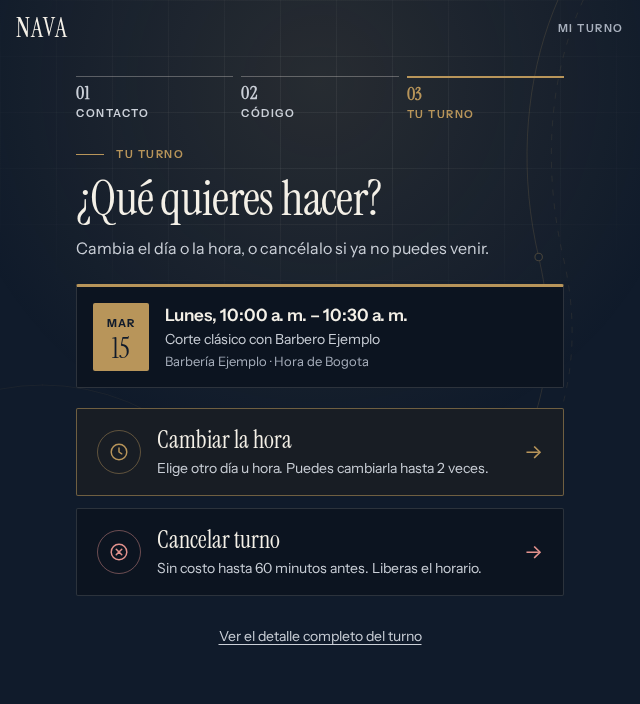 NAVA
MI TURNO
01
CONTACTO
02
CÓDIGO
03
TU TURNO
TU TURNO
¿Qué quieres hacer?
Cambia el día o la hora, o cancélalo si ya no puedes venir.
MAR
15
Lunes, 10:00 a. m. – 10:30 a. m.
Corte clásico con Barbero Ejemplo
Barbería Ejemplo · Hora de Bogota
Cambiar la hora
Elige otro día u hora. Puedes cambiarla hasta 2 veces.
Cancelar turno
Sin costo hasta 60 minutos antes. Liberas el horario.
Ver el detalle completo del turno